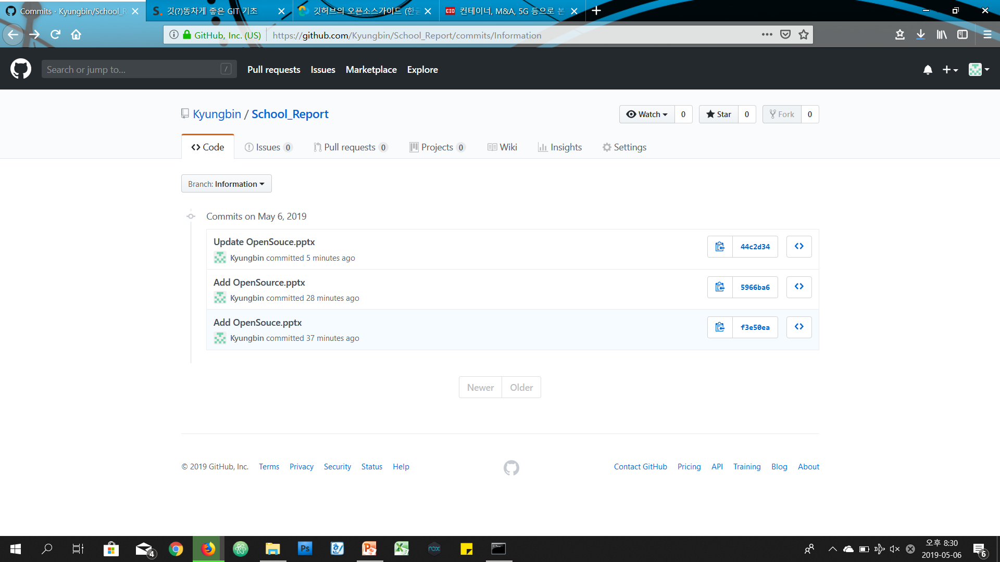 Commits · Kyungbin/School_R
S. 깃(?)똥차게 좋은 GIT 기초
깃허브의 오픈소스가이드 (한글
CIO 컨테이너, M&A, 5G 등으로 본
GitHub, Inc. (US)
https://github.com/Kyungbin/School_Report/commits/Information
Search or jump to...
/
Pull requests Issues Marketplace Explore
Kyungbin / School_Report
Watch 0 Star 0 Fork 0
Code Issues 0 Pull requests 0 Projects 0 Wiki Insights Settings
Branch: Information
Commits on May 6, 2019
Update OpenSouce.pptx
Kyungbin committed 5 minutes ago
44c2d34
Add OpenSource.pptx
Kyungbin committed 28 minutes ago
5966ba6
Add OpenSouce.pptx
Kyungbin committed 37 minutes ago
f3e50ea
Newer Older
© 2019 GitHub, Inc. Terms Privacy Security Status Help
Contact GitHub Pricing API Training Blog About
4
Ps
nox
오후 8:30
2019-05-06
6